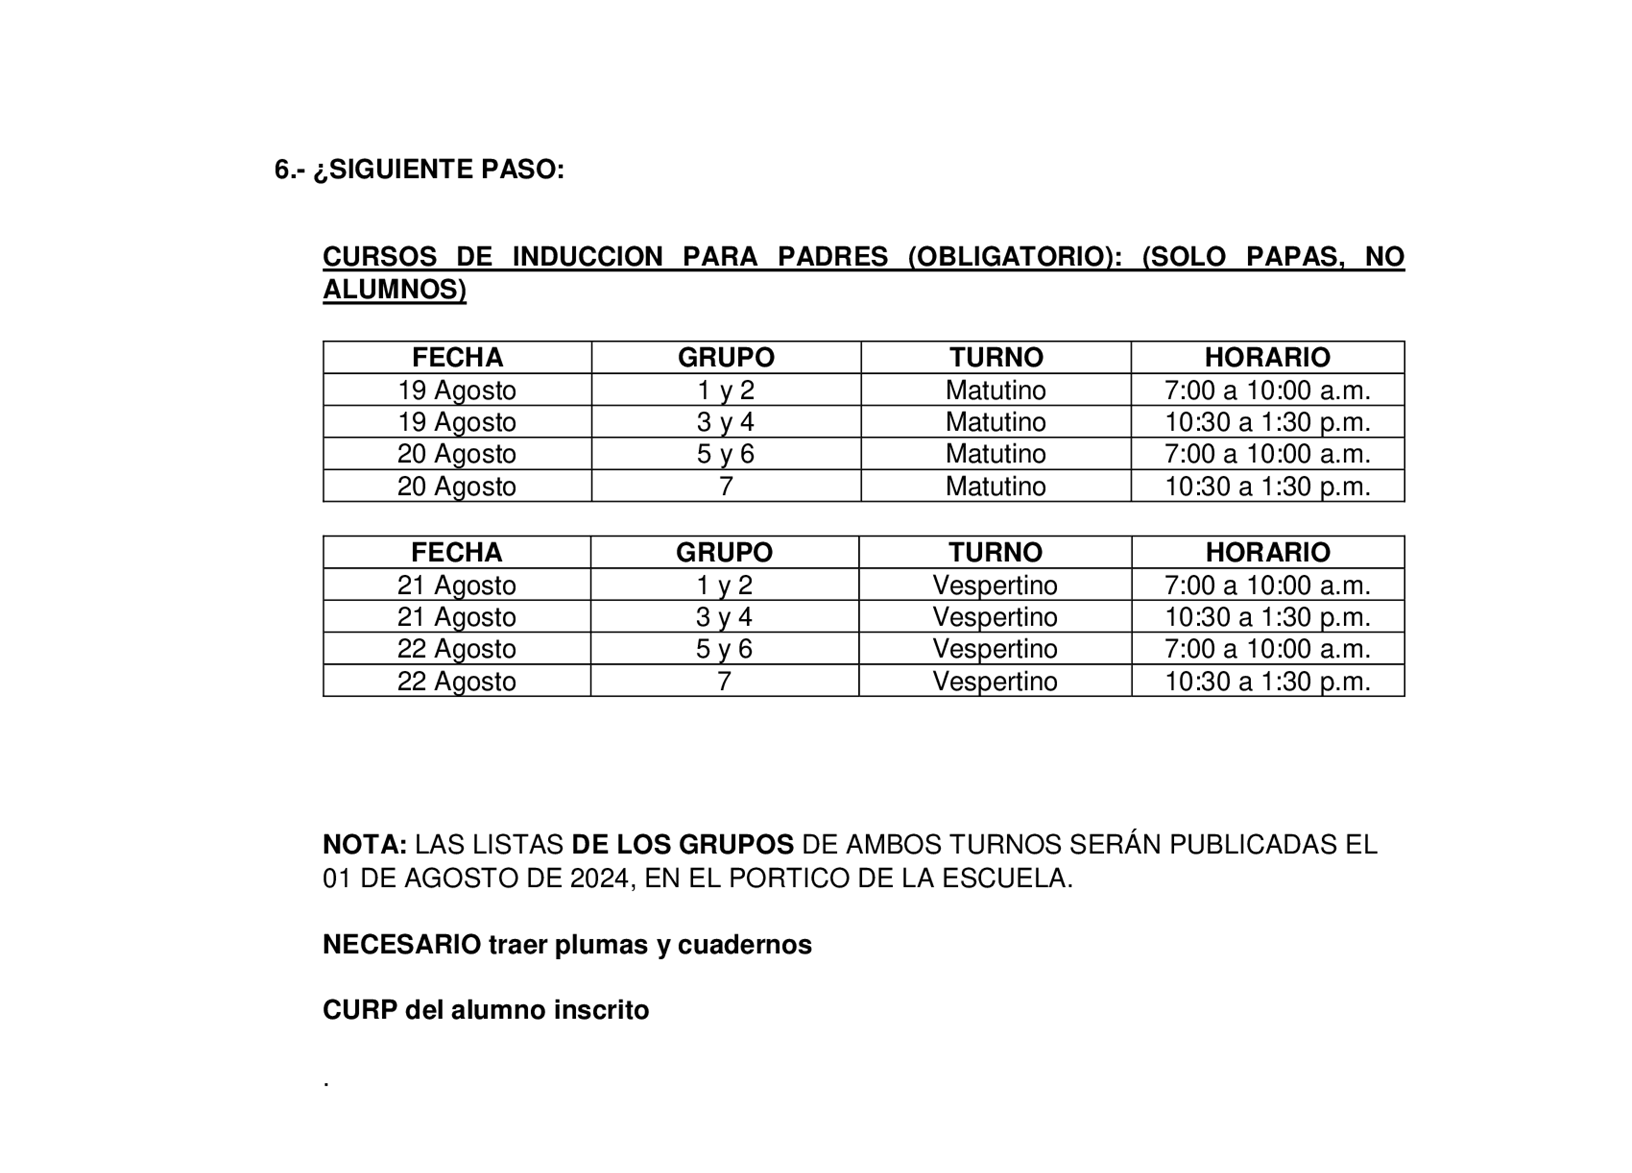 6.- ¿SIGUIENTE PASO:
CURSOS DE INDUCCION PARA PADRES (OBLIGATORIO): (SOLO PAPAS, NO
ALUMNOS)
FECHA GRUPO TURNO HORARIO
19 Agosto 1 y 2 Matutino 7:00 a 10:00 a.m.
19 Agosto 3 y 4 Matutino 10:30 a 1:30 p.m.
20 Agosto 5 y 6 Matutino 7:00 a 10:00 a.m.
20 Agosto 7 Matutino 10:30 a 1:30 p.m.
FECHA GRUPO TURNO HORARIO
21 Agosto 1 y 2 Vespertino 7:00 a 10:00 a.m.
21 Agosto 3 y 4 Vespertino 10:30 a 1:30 p.m.
22 Agosto 5 y 6 Vespertino 7:00 a 10:00 a.m.
22 Agosto 7 Vespertino 10:30 a 1:30 p.m.
NOTA: LAS LISTAS DE LOS GRUPOS DE AMBOS TURNOS SERÁN PUBLICADAS EL
01 DE AGOSTO DE 2024, EN EL PORTICO DE LA ESCUELA.
NECESARIO traer plumas y cuadernos
CURP del alumno inscrito
.